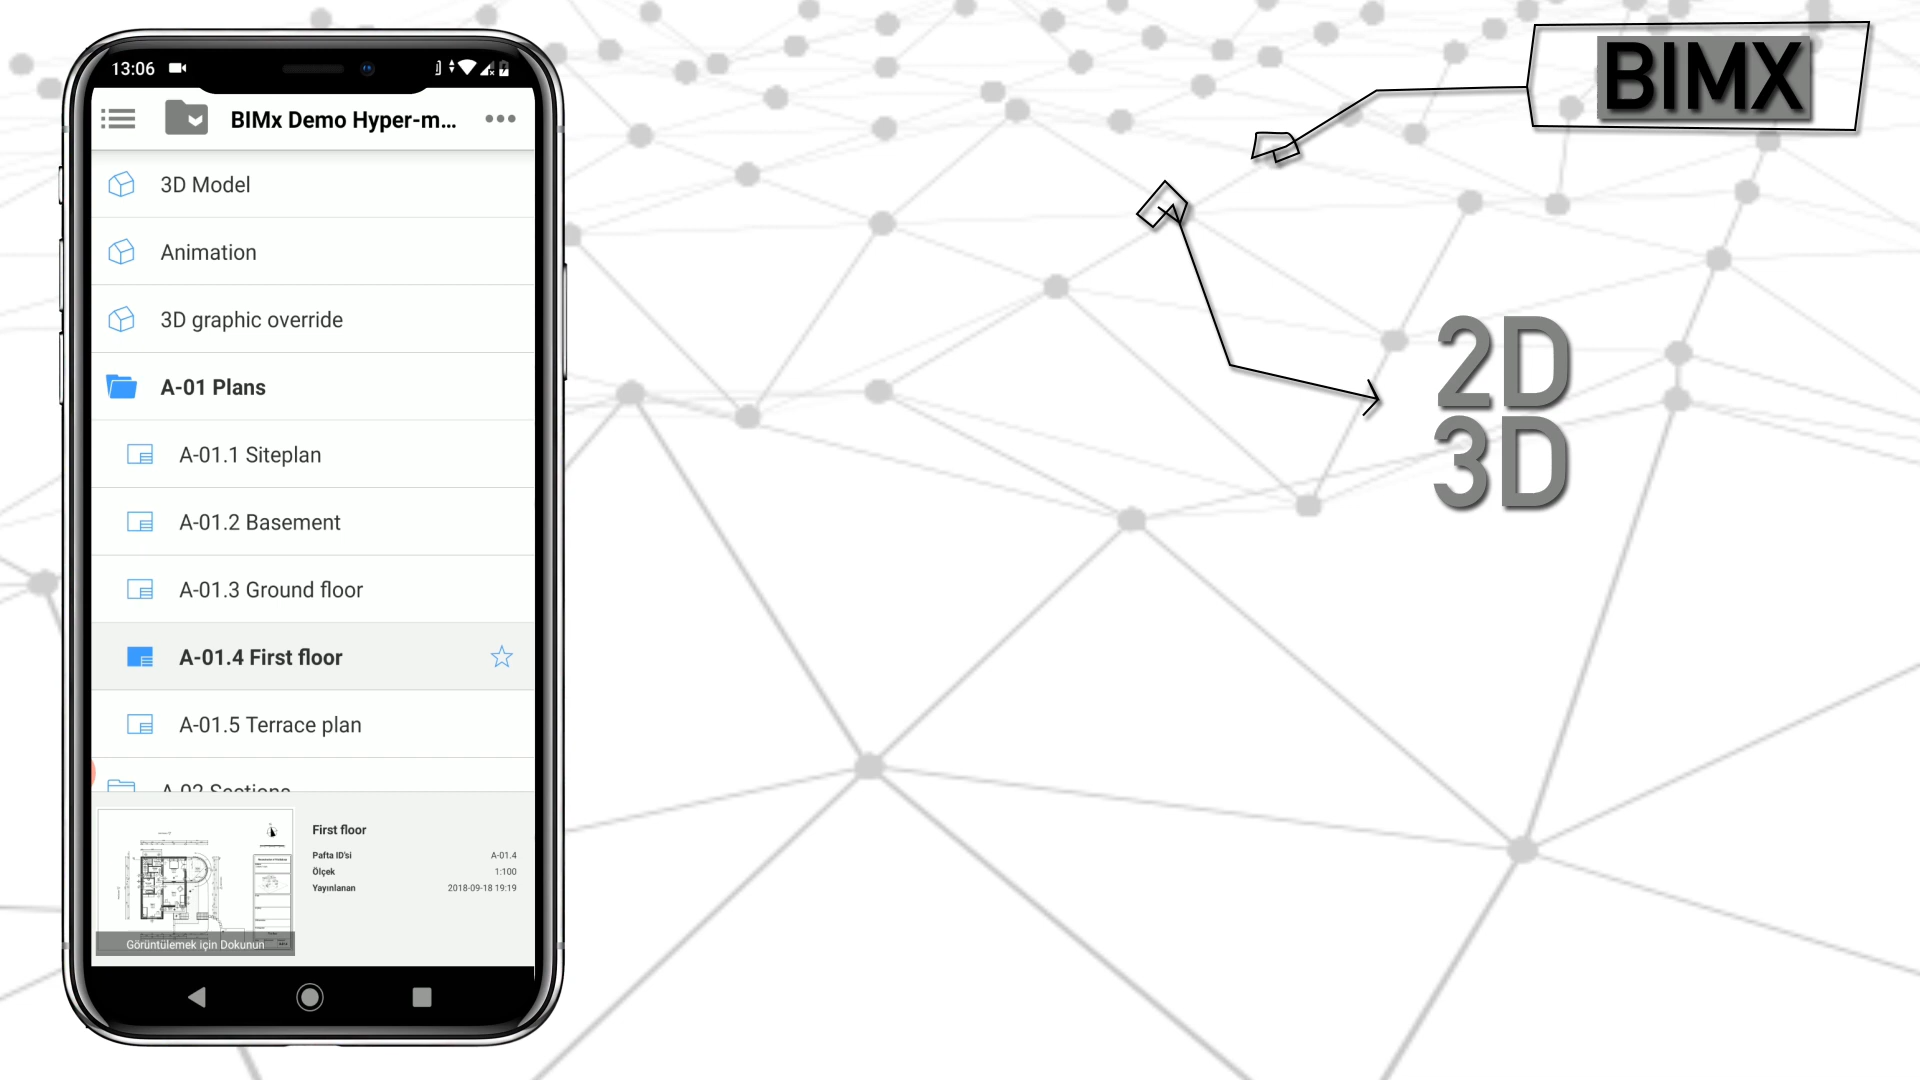 13:06
BIMx Demo Hyper-m...
3D Model
Animation
3D graphic override
A-01 Plans
A-01.1 Siteplan
A-01.2 Basement
A-01.3 Ground floor
A-01.4 First floor
A-01.5 Terrace plan
A-02 Sections
First floor
Pafta ID'si A-01.4
Ölçek 1:100
Yayınlanan 2018-09-18 19:19
Görüntülemek için Dokunun
BIMX
2D
3D